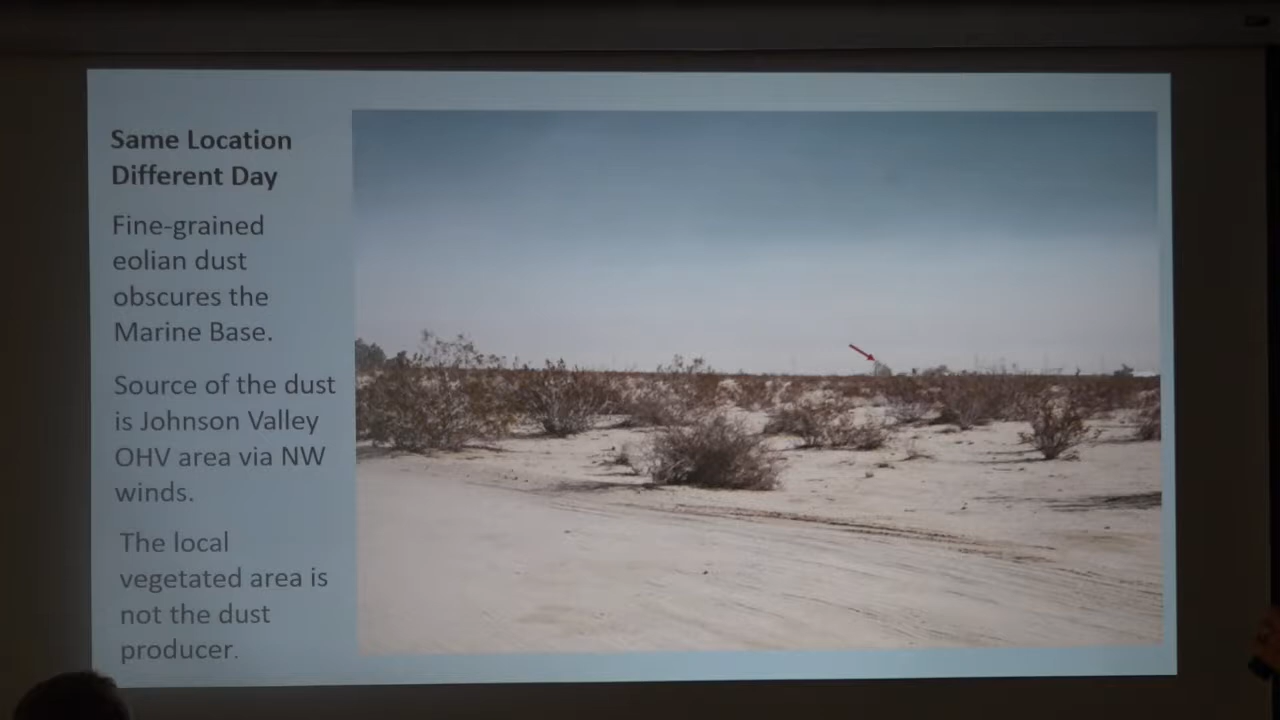 Same Location
Different Day
Fine-grained
eolian dust
obscures the
Marine Base.
Source of the dust
is Johnson Valley
OHV area via NW
winds.
The local
vegetated area is
not the dust
producer.